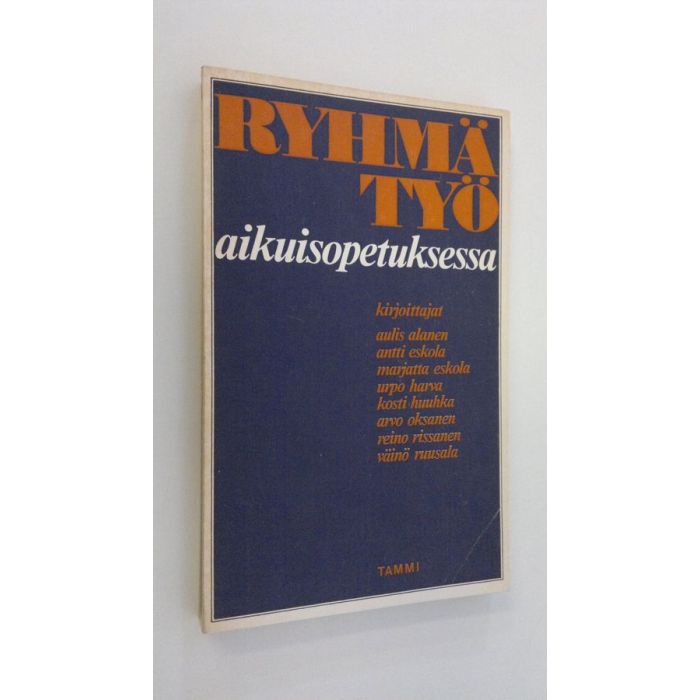 RYHMÄ
TYÖ
aikuisopetuksessa
kirjoittajat
aulis alanen
antti eskola
marjatta eskola
urpo harva
kosti huuhka
arvo oksanen
reino rissanen
väinö ruusala
TAMMI